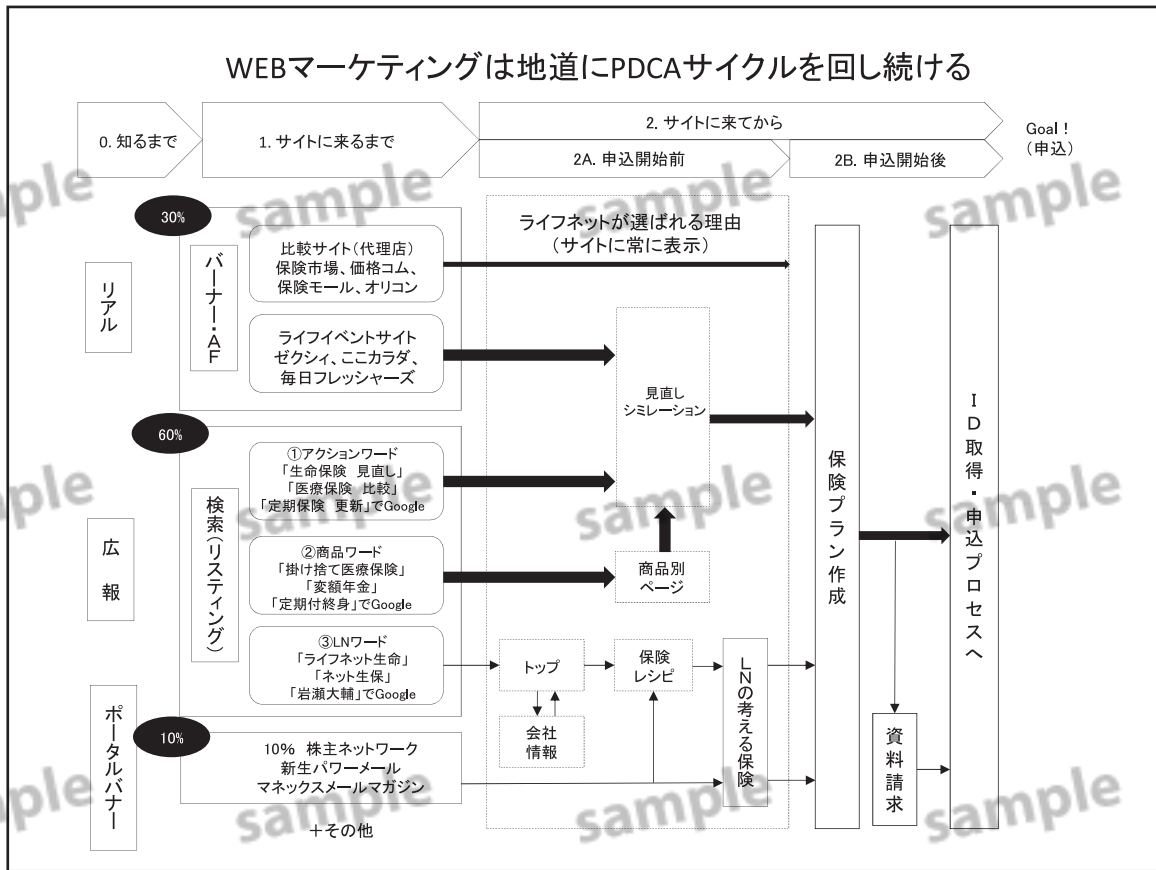 WEBマーケティングは地道にPDCAサイクルを回し続ける
0. 知るまで
1. サイトに来るまで
2. サイトに来てから
2A. 申込開始前
2B. 申込開始後
Goal！
（申込）
リアル
広報
ポータルバナー
30%
バーナー・AF
比較サイト（代理店）
保険市場、価格コム、
保険モール、オリコン
ライフイベントサイト
ゼクシィ、ここカラダ、
毎日フレッシャーズ
60%
検索（リスティング）
①アクションワード
「生命保険　見直し」
「医療保険　比較」
「定期保険　更新」でGoogle
②商品ワード
「掛け捨て医療保険」
「変額年金」
「定期付終身」でGoogle
③LNワード
「ライフネット生命」
「ネット生保」
「岩瀬大輔」でGoogle
10%
10%　株主ネットワーク
新生パワーメール
マネックスメールマガジン
＋その他
ライフネットが選ばれる理由
（サイトに常に表示）
見直し
シミレーション
商品別
ページ
トップ
会社
情報
保険
レシピ
LNの考える保険
保険プラン作成
資料請求
ID取得・申込プロセスへ
sample
sample
sample
sample
sample
sample
sample
sample
sample
sample
sample
sample